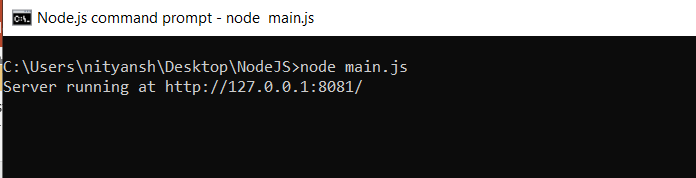 Node.js command prompt - node  main.js
C:\Users\nityansh\Desktop\NodeJS>node main.js
Server running at http://127.0.0.1:8081/